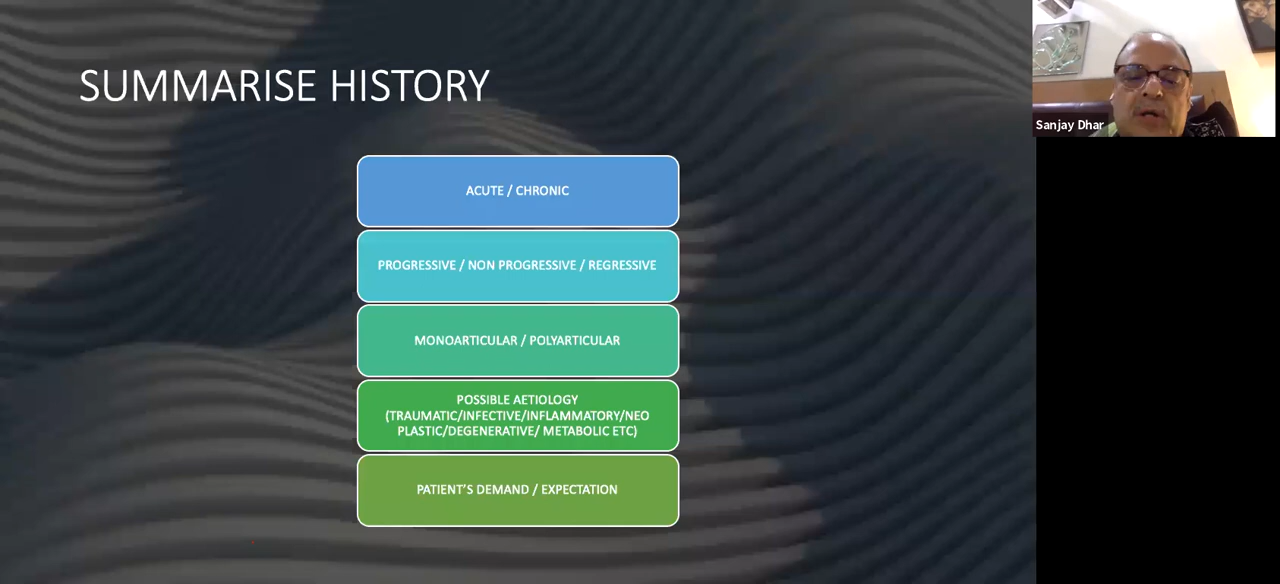 SUMMARISE HISTORY
ACUTE / CHRONIC
PROGRESSIVE / NON PROGRESSIVE / REGRESSIVE
MONOARTICULAR / POLYARTICULAR
POSSIBLE AETIOLOGY
(TRAUMATIC/INFECTIVE/INFLAMMATORY/NEO
PLASTIC/DEGENERATIVE/ METABOLIC ETC)
PATIENT'S DEMAND / EXPECTATION
Sanjay Dhar